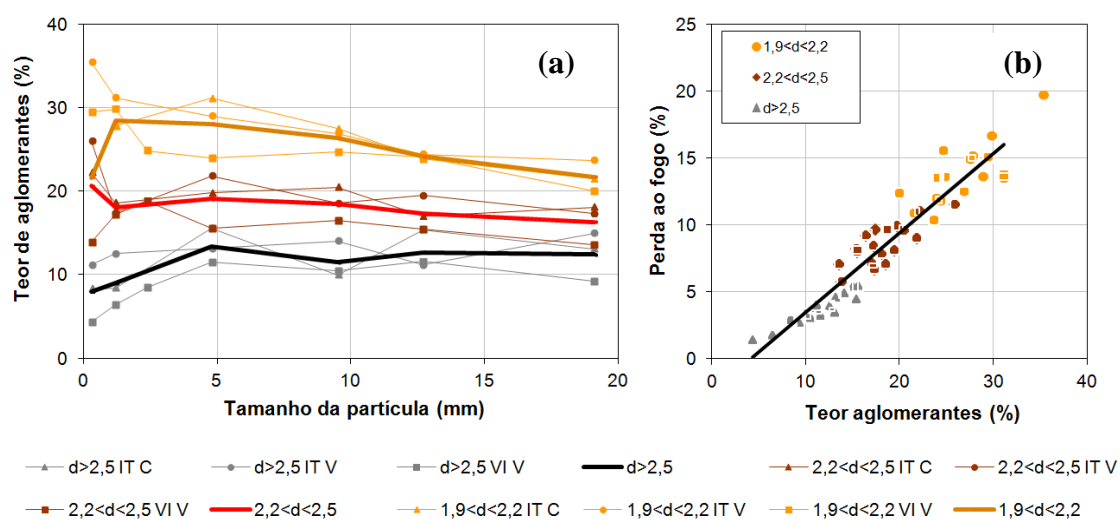 (a)
Teor de aglomerantes (%)
40
30
20
10
0
0 5 10 15 20
Tamanho da partícula (mm)
(b)
1,9<d<2,2
2,2<d<2,5
d>2,5
Perda ao fogo (%)
25
20
15
10
5
0
0 10 20 30 40
Teor aglomerantes (%)
d>2,5 IT C d>2,5 IT V d>2,5 VI V d>2,5 2,2<d<2,5 IT C 2,2<d<2,5 IT V
2,2<d<2,5 VI V 2,2<d<2,5 1,9<d<2,2 IT C 1,9<d<2,2 IT V 1,9<d<2,2 VI V 1,9<d<2,2